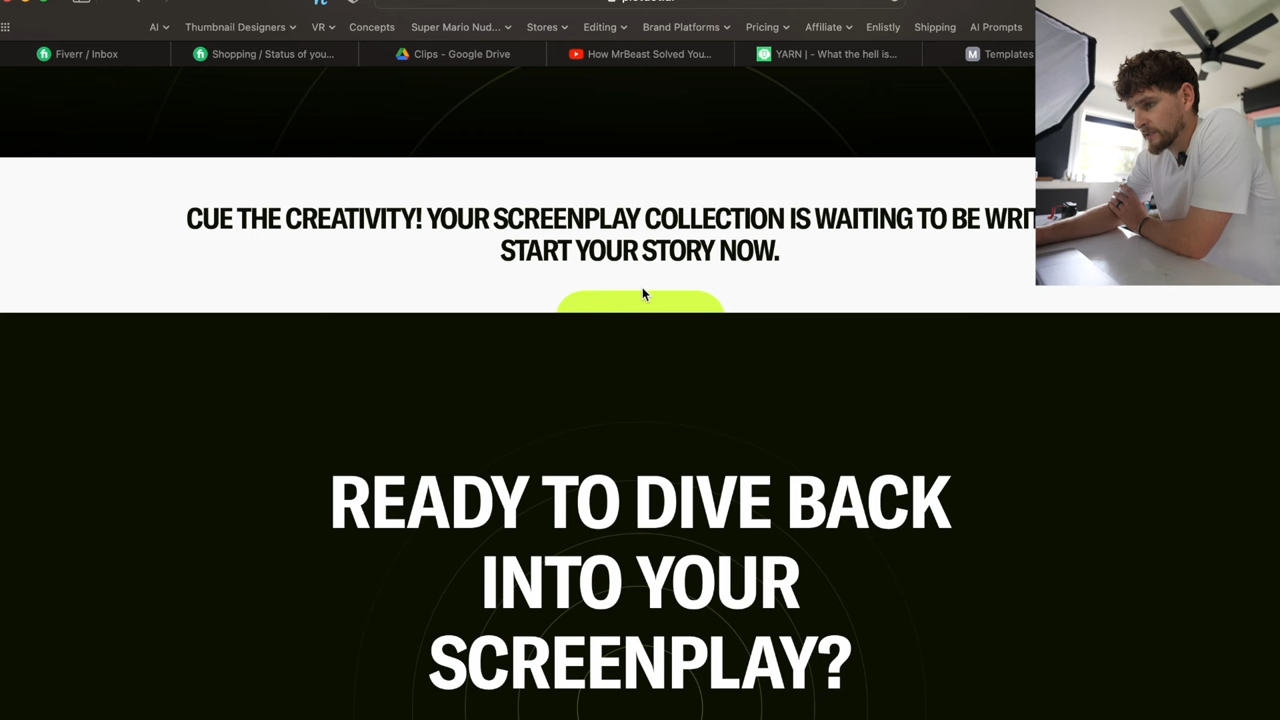 AI Thumbnail Designers VR Concepts Super Mario Nud... Stores Editing Brand Platforms Pricing Affiliate Enlistly Shipping AI Prompts
Fiverr / Inbox Shopping / Status of you... Clips - Google Drive How MrBeast Solved You... YARN | - What the hell is... M Templates
CUE THE CREATIVITY! YOUR SCREENPLAY COLLECTION IS WAITING TO BE WRIT
START YOUR STORY NOW.
READY TO DIVE BACK
INTO YOUR
SCREENPLAY?